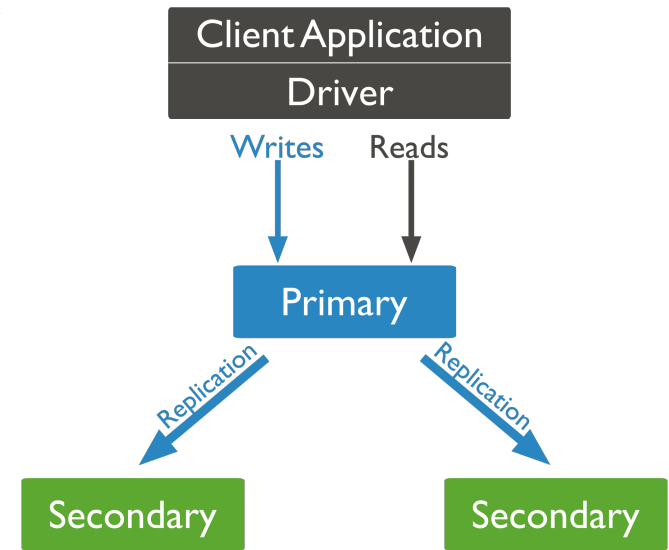 Client Application
Driver
Writes
Reads
Primary
Replication
Replication
Secondary
Secondary